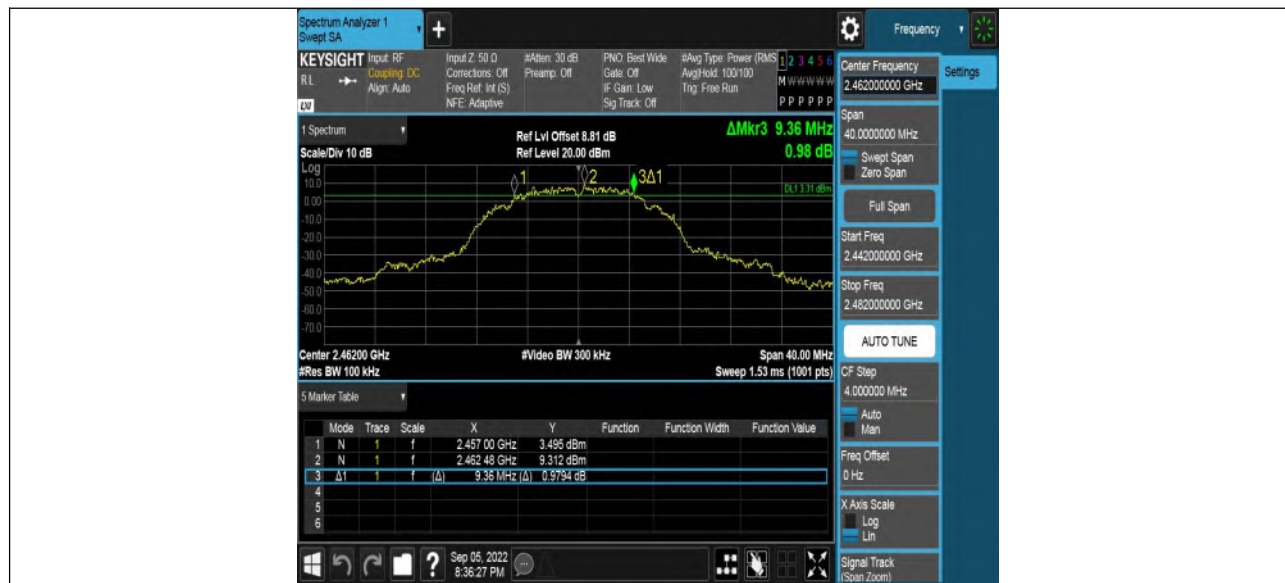 Spectrum Analyzer 1
Swept SA
+
Frequency
KEYSIGHT
RL
LXI
Input: RF
Coupling: DC
Align: Auto
Input Z: 50 Ω
Corrections: Off
Freq Ref: Int (S)
NFE: Adaptive
#Atten: 30 dB
Preamp: Off
PNO: Best Wide
Gate: Off
IF Gain: Low
Sig Track: Off
#Avg Type: Power (RMS
Avg|Hold: 100/100
Trig: Free Run
1 2 3 4 5 6
M W W W W W
P P P P P P
Center Frequency
2.462000000 GHz
Settings
Span
40.0000000 MHz
Swept Span
Zero Span
Full Span
Start Freq
2.442000000 GHz
Stop Freq
2.482000000 GHz
AUTO TUNE
CF Step
4.000000 MHz
Auto
Man
Freq Offset
0 Hz
X Axis Scale
Log
Lin
Signal Track
(Span Zoom)
1 Spectrum
Scale/Div 10 dB
Ref Lvl Offset 8.81 dB
Ref Level 20.00 dBm
ΔMkr3 9.36 MHz
0.98 dB
Log
10.0
0.00
-10.0
-20.0
-30.0
-40.0
-50.0
-60.0
-70.0
1
2
3Δ1
DL1 3.31 dBm
Center 2.46200 GHz
#Video BW 300 kHz
Span 40.00 MHz
#Res BW 100 kHz
Sweep 1.53 ms (1001 pts)
5 Marker Table
Mode Trace Scale X Y Function Function Width Function Value
1 N 1 f 2.457 00 GHz 3.495 dBm
2 N 1 f 2.462 48 GHz 9.312 dBm
3 Δ1 1 f (Δ) 9.36 MHz (Δ) 0.9794 dB
4
5
6
?
Sep 05, 2022
8:36:27 PM